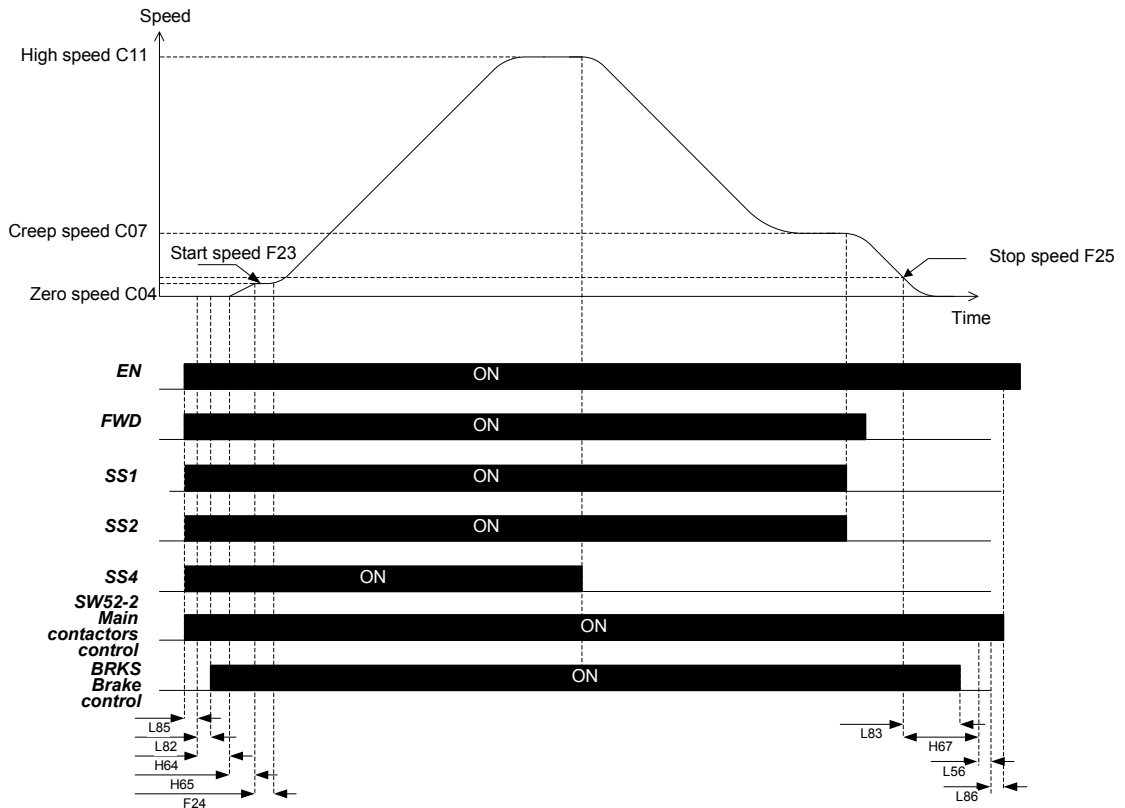 Speed
High speed C11
Creep speed C07
Start speed F23
Stop speed F25
Zero speed C04
Time
EN
ON
FWD
ON
SS1
ON
SS2
ON
SS4
ON
SW52-2
Main
contactors
control
ON
BRKS
Brake
control
ON
L85
L82
H64
H65
F24
L83
H67
L56
L86